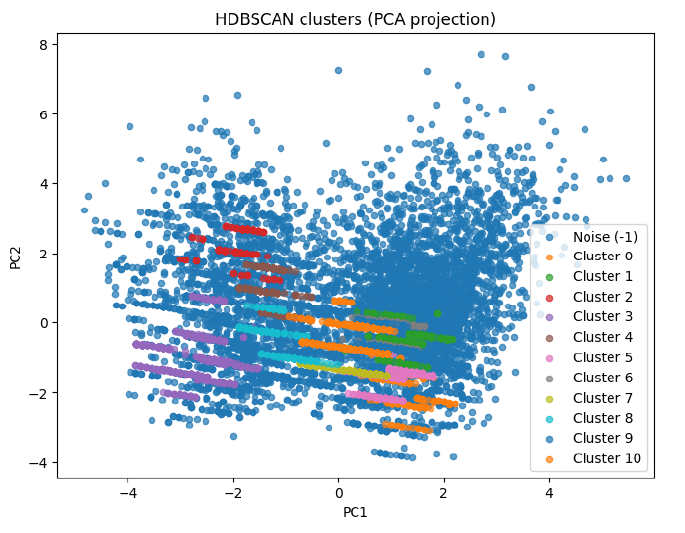 HDBSCAN clusters (PCA projection)
8
6
4
2
0
−2
−4
PC2
−4
−2
0
2
4
PC1
Noise (-1)
Cluster 0
Cluster 1
Cluster 2
Cluster 3
Cluster 4
Cluster 5
Cluster 6
Cluster 7
Cluster 8
Cluster 9
Cluster 10